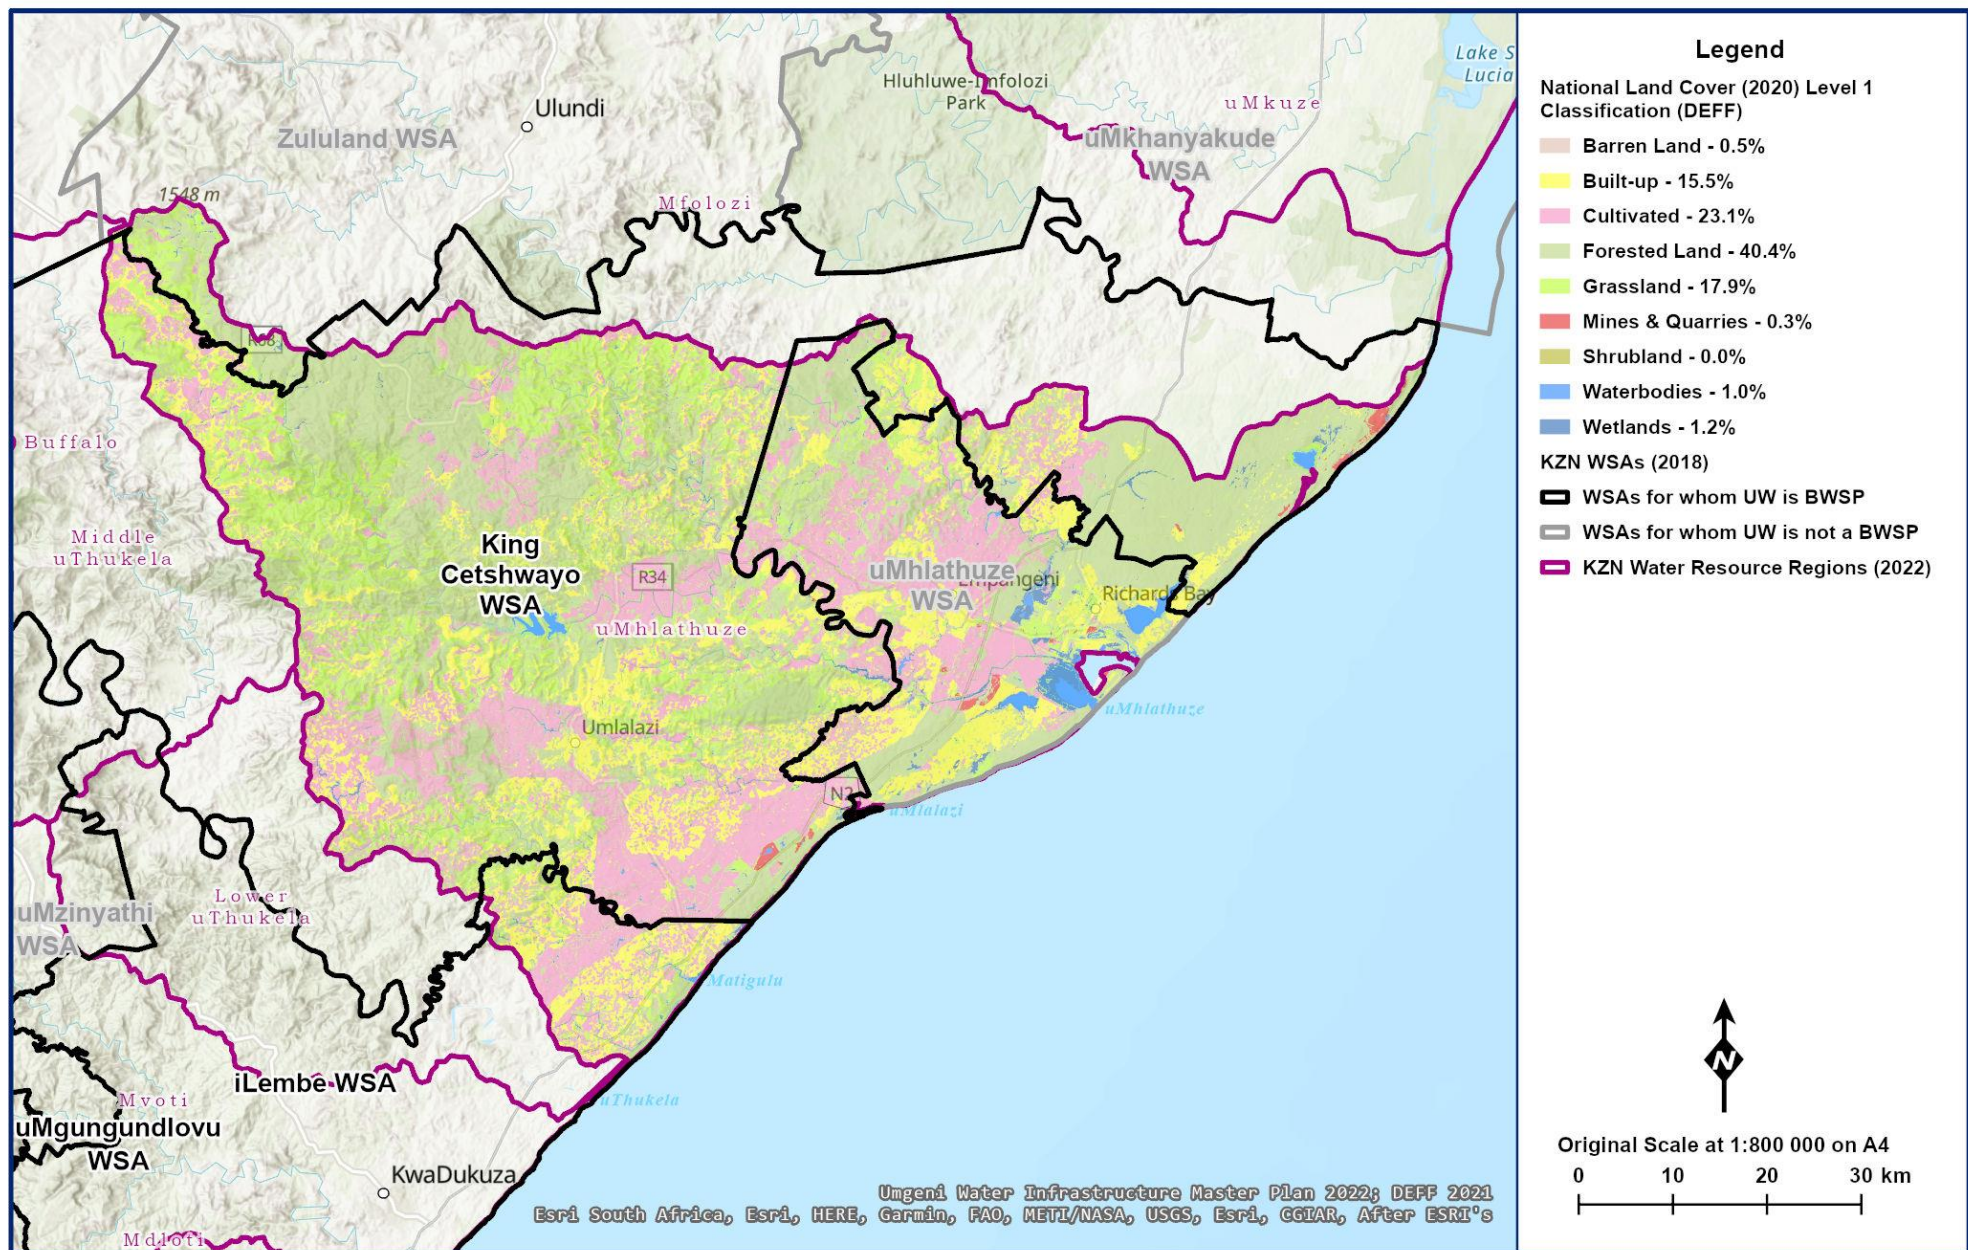 Lake S
Lucia
Hluhluwe-Imfolozi
Park
uMkuze
Ulundi
Zululand WSA
uMkhanyakude
WSA
1548 m
Mfolozi
R68
Buffalo
Middle
uThukela
King
Cetshwayo
WSA
R34
uMhlathuze
uMhlathuze
WSA
Empangeni
Richards Bay
uMhlathuze
Umlalazi
N2
uMlalazi
Lower
uThukela
uMzinyathi
WSA
Matigulu
iLembe WSA
Mvoti
uThukela
uMgungundlovu
WSA
KwaDukuza
Mdloti
Umgeni Water Infrastructure Master Plan 2022; DEFF 2021
Esri South Africa, Esri, HERE, Garmin, FAO, METI/NASA, USGS, Esri, CGIAR, After ESRI's
Legend
National Land Cover (2020) Level 1
Classification (DEFF)
Barren Land - 0.5%
Built-up - 15.5%
Cultivated - 23.1%
Forested Land - 40.4%
Grassland - 17.9%
Mines & Quarries - 0.3%
Shrubland - 0.0%
Waterbodies - 1.0%
Wetlands - 1.2%
KZN WSAs (2018)
WSAs for whom UW is BWSP
WSAs for whom UW is not a BWSP
KZN Water Resource Regions (2022)
N
Original Scale at 1:800 000 on A4
0 10 20 30 km